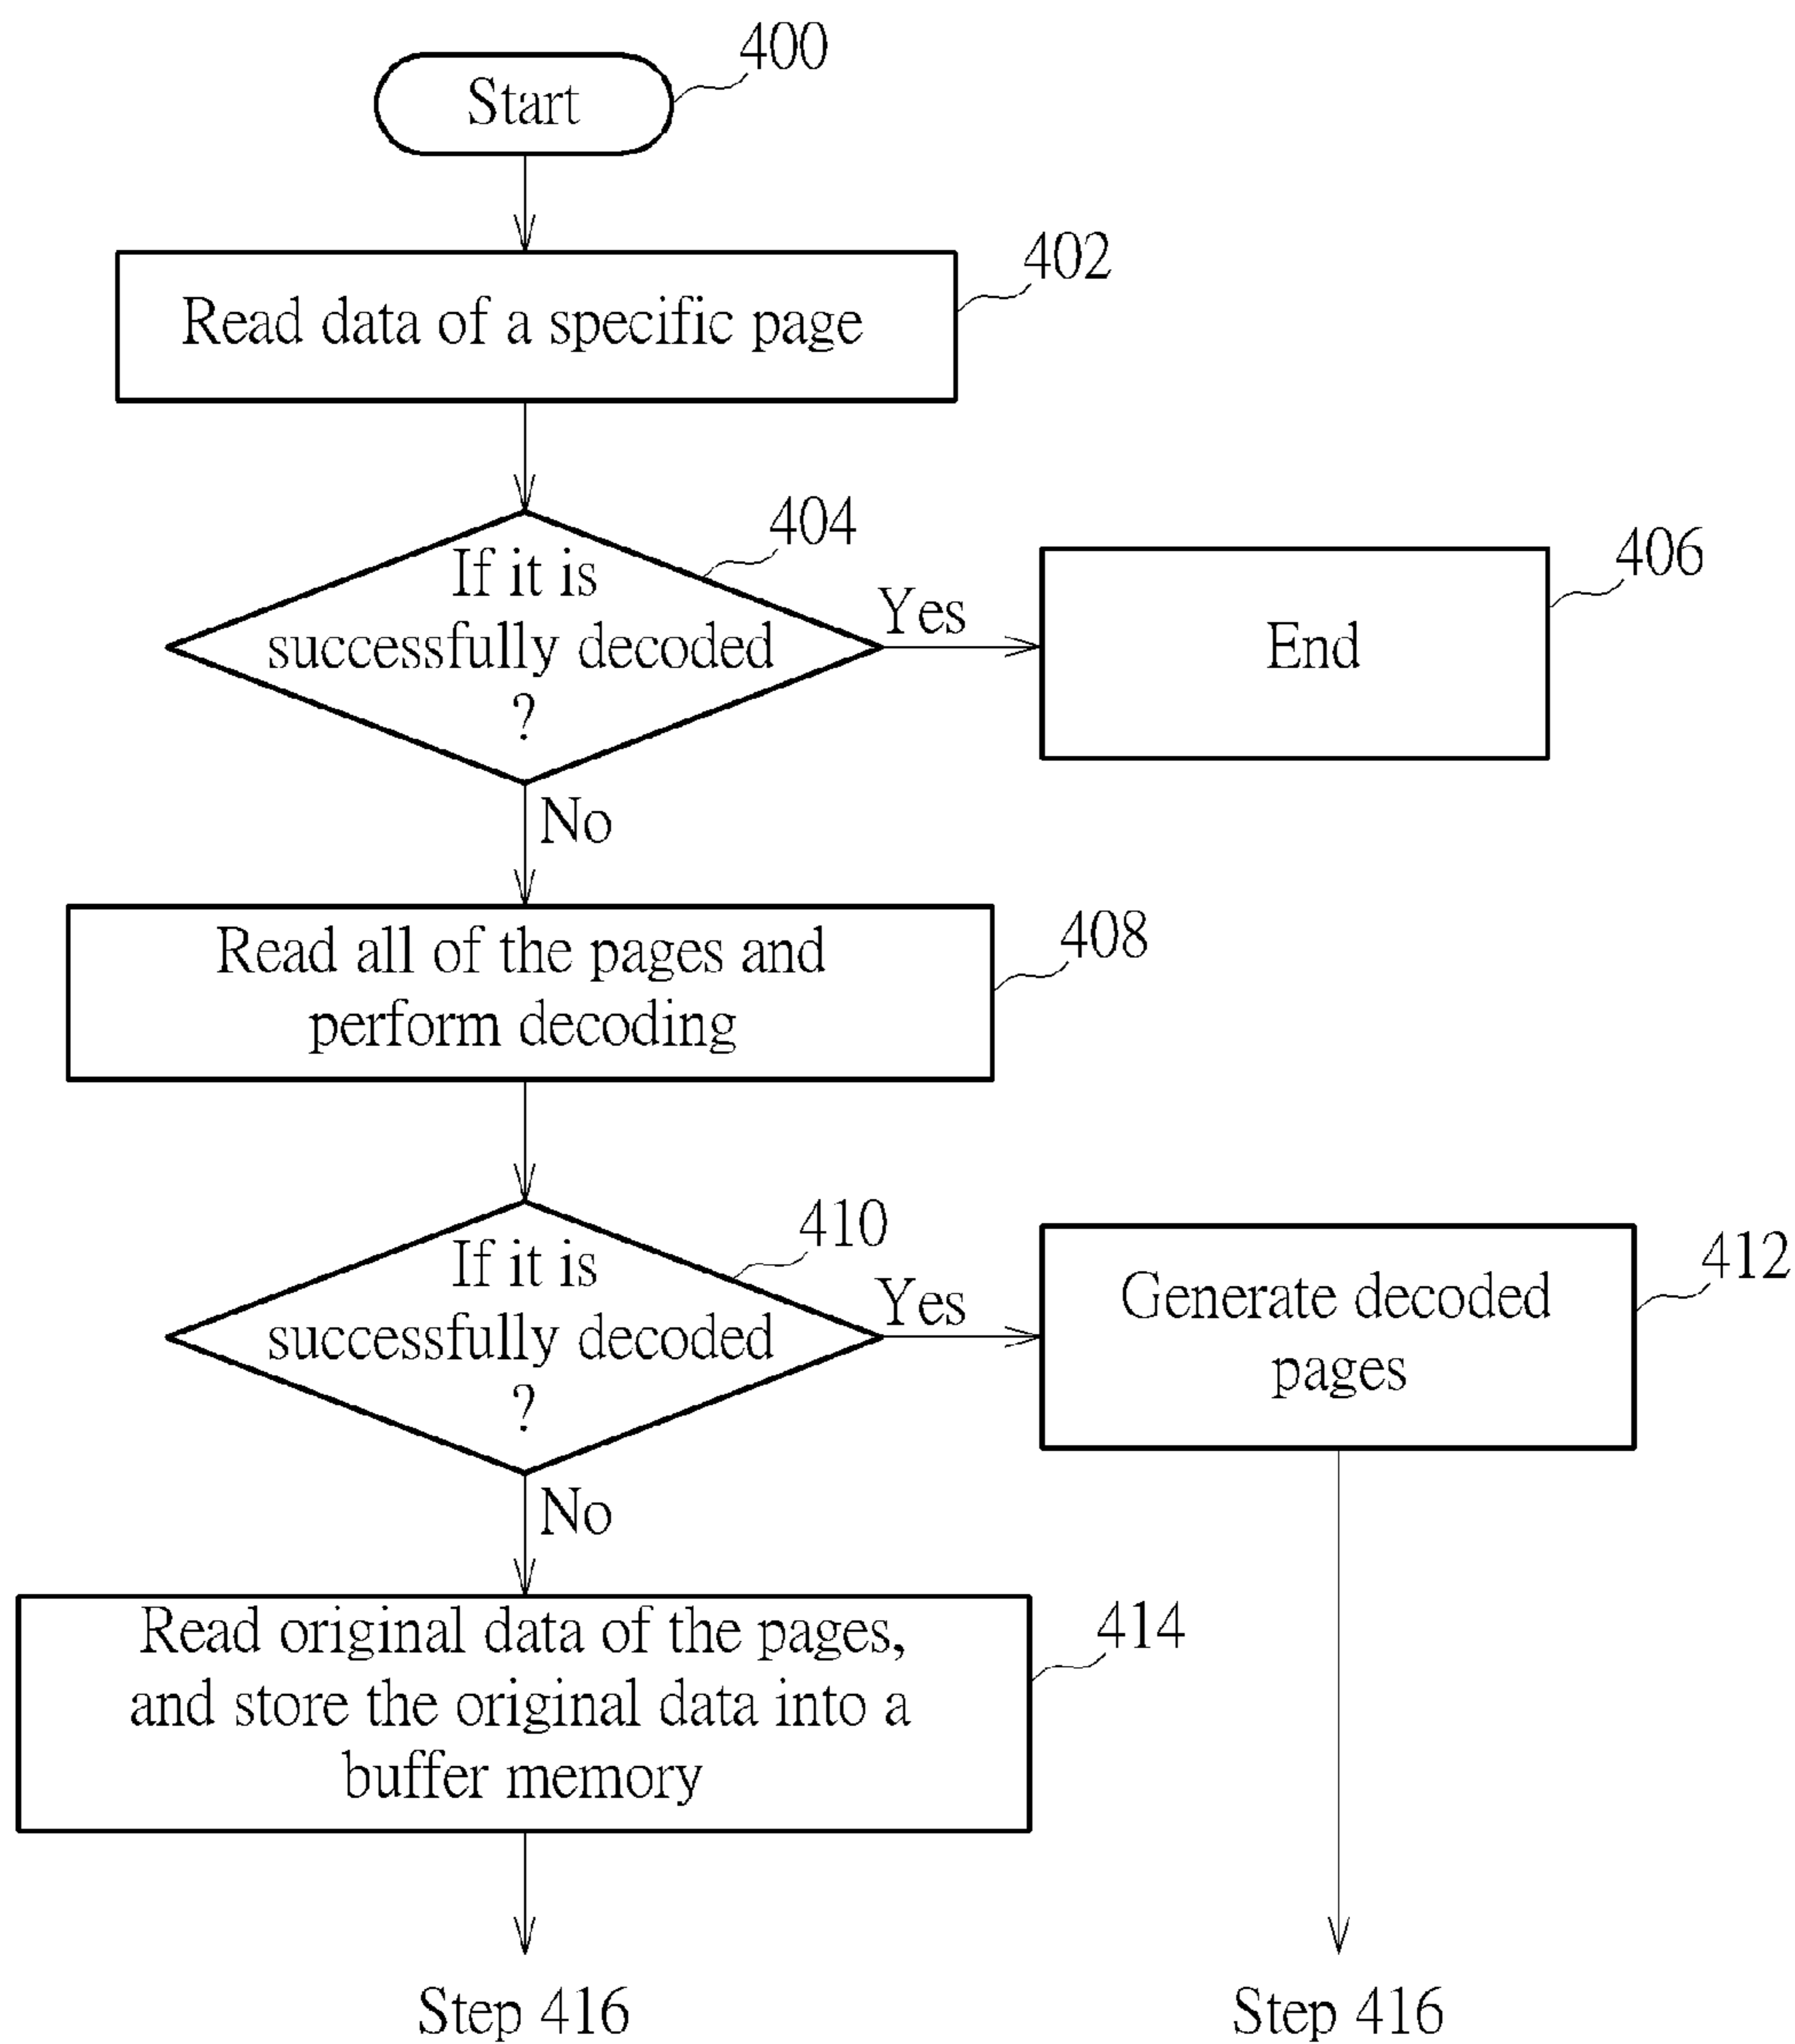 400
Start
402
Read data of a specific page
404
If it is
successfully decoded
?
Yes
406
End
No
408
Read all of the pages and
perform decoding
410
If it is
successfully decoded
?
Yes
412
Generate decoded
pages
No
414
Read original data of the pages,
and store the original data into a
buffer memory
Step 416
Step 416